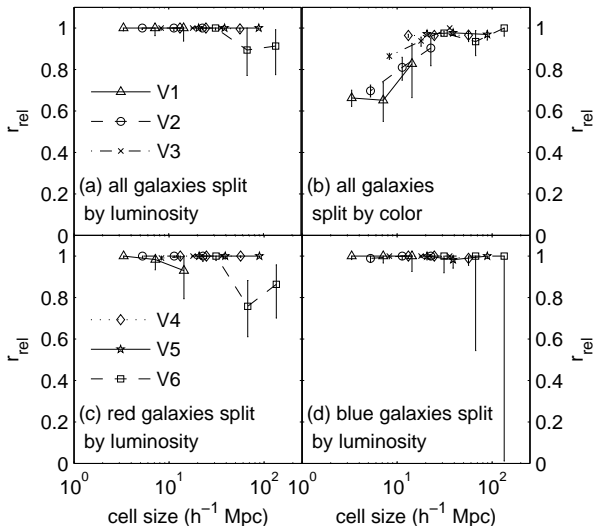 1
0.8
0.6
0.4
0.2
0
r_rel
V1
V2
V3
(a) all galaxies split
by luminosity
1
0.8
0.6
0.4
0.2
0
r_rel
(b) all galaxies
split by color
1
0.8
0.6
0.4
0.2
0
r_rel
V4
V5
V6
(c) red galaxies split
by luminosity
10^0
10^1
10^2
cell size (h^−1 Mpc)
1
0.8
0.6
0.4
0.2
0
r_rel
(d) blue galaxies split
by luminosity
10^0
10^1
10^2
cell size (h^−1 Mpc)